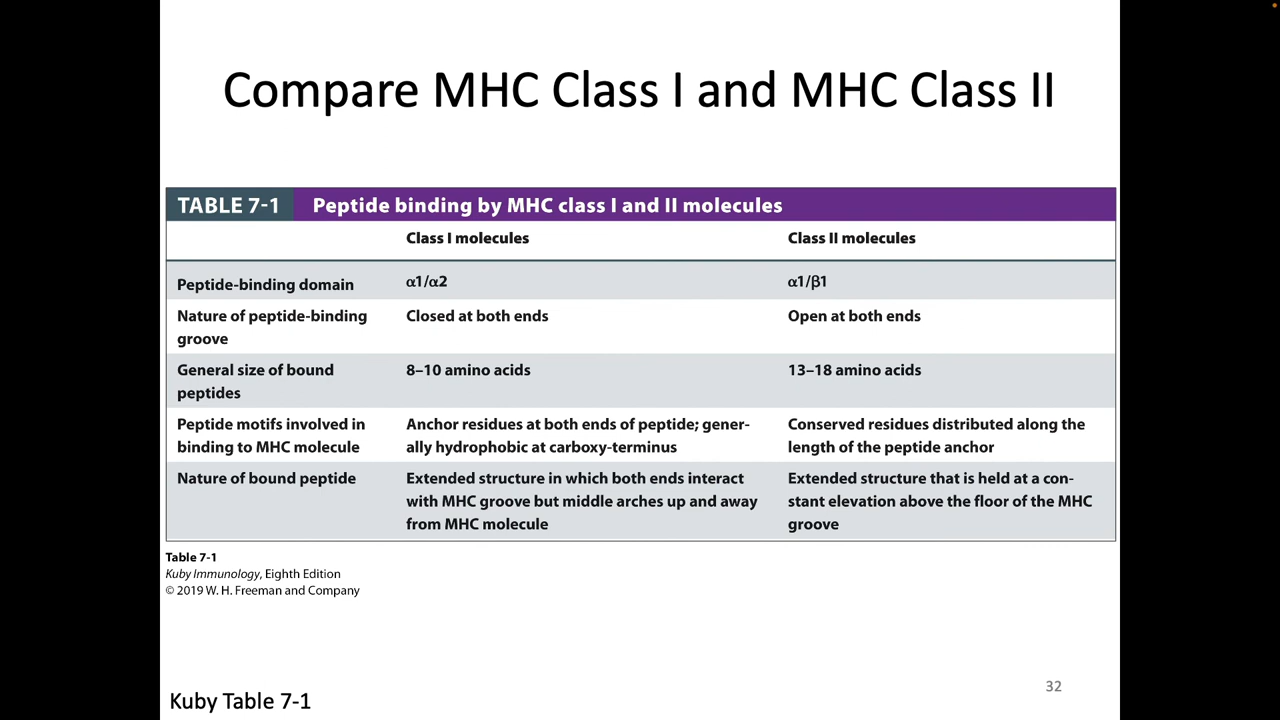 Compare MHC Class I and MHC Class II
TABLE 7-1 Peptide binding by MHC class I and II molecules
Class I molecules Class II molecules
Peptide-binding domain α1/α2 α1/β1
Nature of peptide-binding Closed at both ends Open at both ends
groove
General size of bound 8–10 amino acids 13–18 amino acids
peptides
Peptide motifs involved in Anchor residues at both ends of peptide; gener- Conserved residues distributed along the
binding to MHC molecule ally hydrophobic at carboxy-terminus length of the peptide anchor
Nature of bound peptide Extended structure in which both ends interact Extended structure that is held at a con-
with MHC groove but middle arches up and away stant elevation above the floor of the MHC
from MHC molecule groove
Table 7-1
Kuby Immunology, Eighth Edition
© 2019 W. H. Freeman and Company
32
Kuby Table 7-1